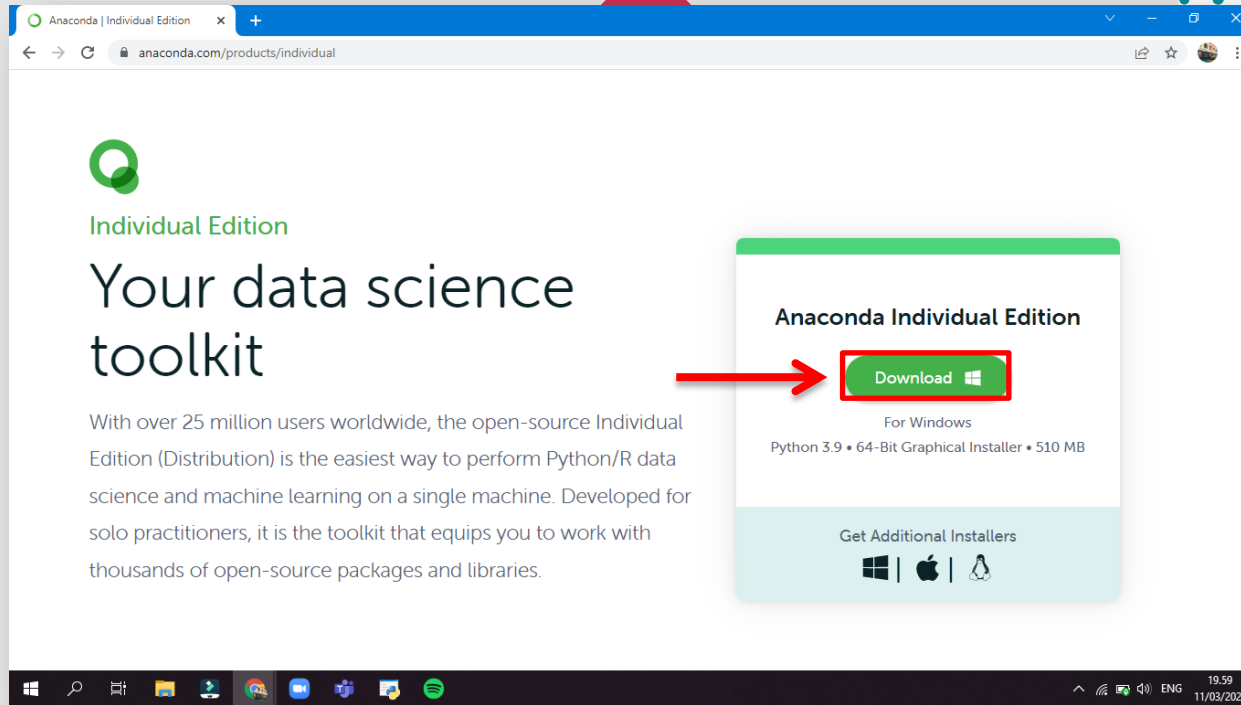 Anaconda | Individual Edition
anaconda.com/products/individual
Individual Edition
Your data science
toolkit
With over 25 million users worldwide, the open-source Individual
Edition (Distribution) is the easiest way to perform Python/R data
science and machine learning on a single machine. Developed for
solo practitioners, it is the toolkit that equips you to work with
thousands of open-source packages and libraries.
Anaconda Individual Edition
Download
For Windows
Python 3.9 • 64-Bit Graphical Installer • 510 MB
Get Additional Installers
ENG
19.59
11/03/202